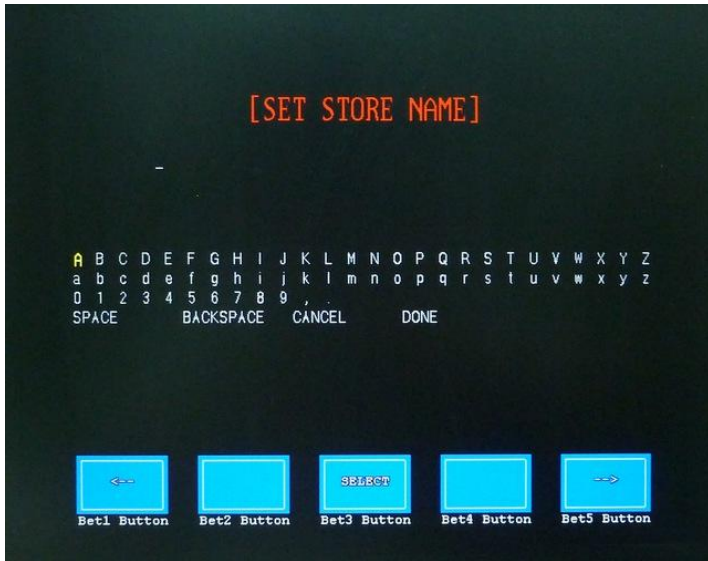 [SET STORE NAME]
_
A B C D E F G H I J K L M N O P Q R S T U V W X Y Z
a b c d e f g h i j k l m n o p q r s t u v w x y z
0 1 2 3 4 5 6 7 8 9 , .
SPACE BACKSPACE CANCEL DONE
<-- SELECT -->
Bet1 Button Bet2 Button Bet3 Button Bet4 Button Bet5 Button